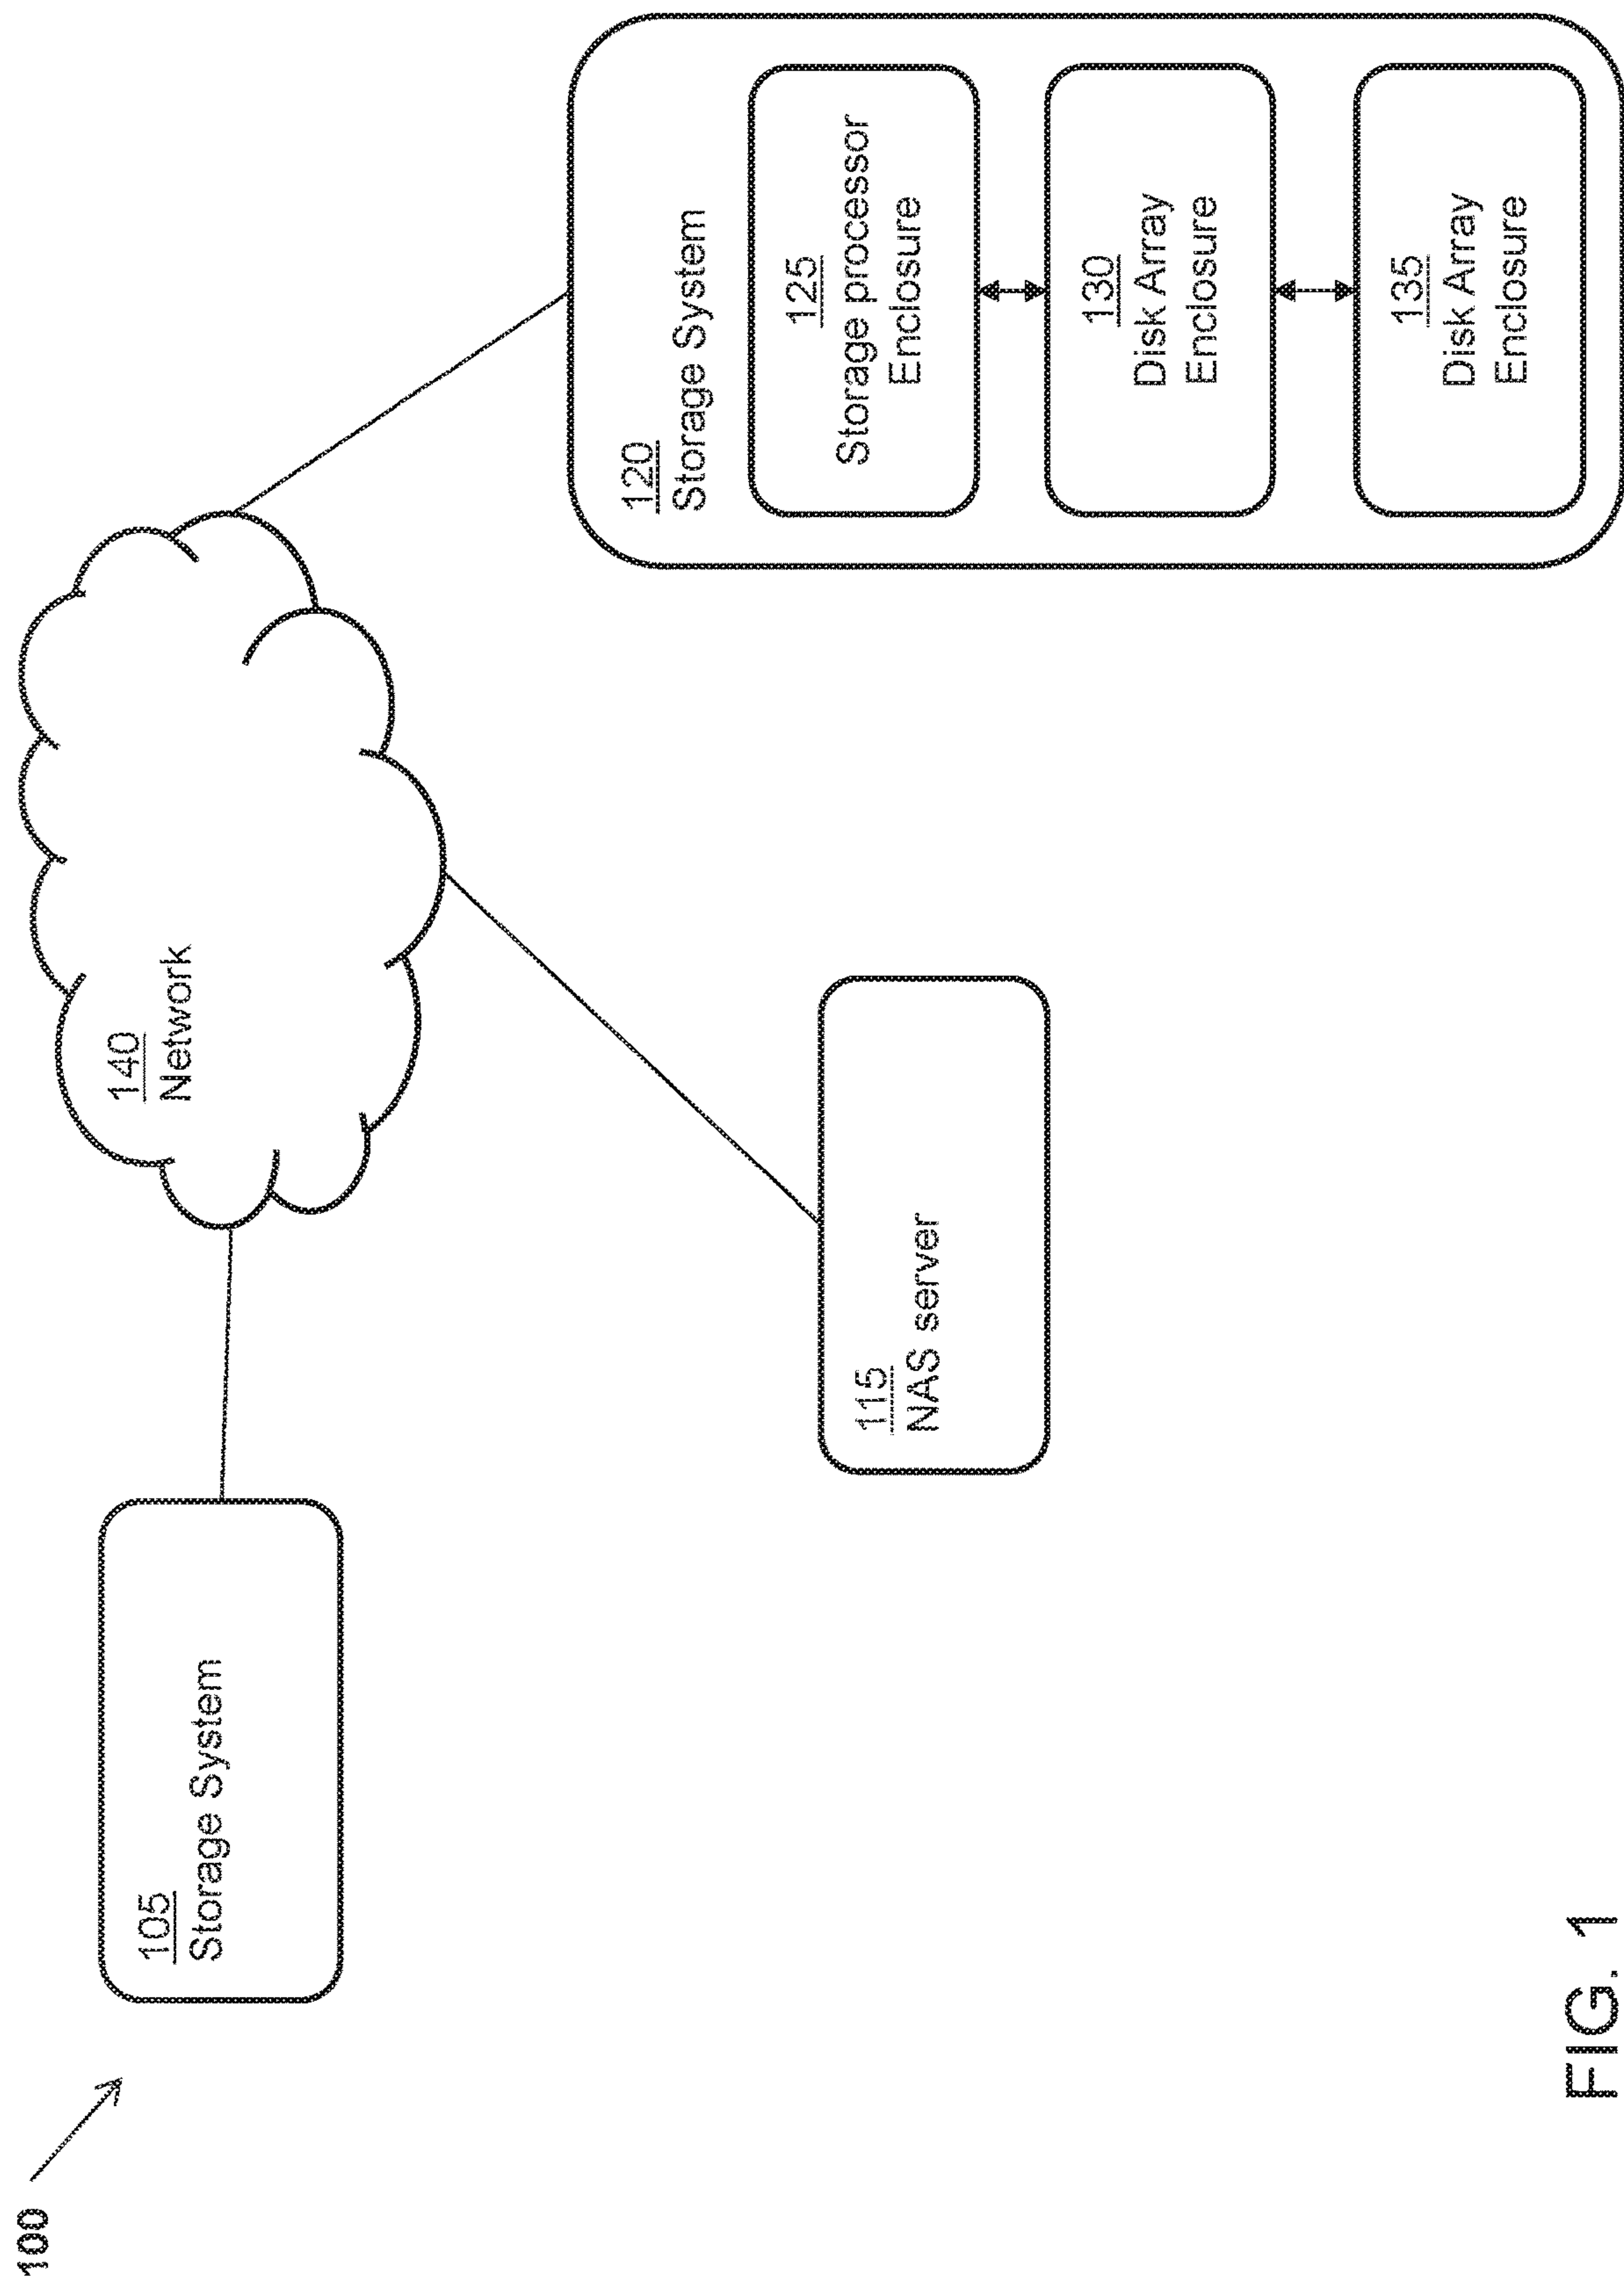 100
105
Storage System
140
Network
115
NAS server
120
Storage System
125
Storage processor
Enclosure
130
Disk Array
Enclosure
135
Disk Array
Enclosure
FIG. 1